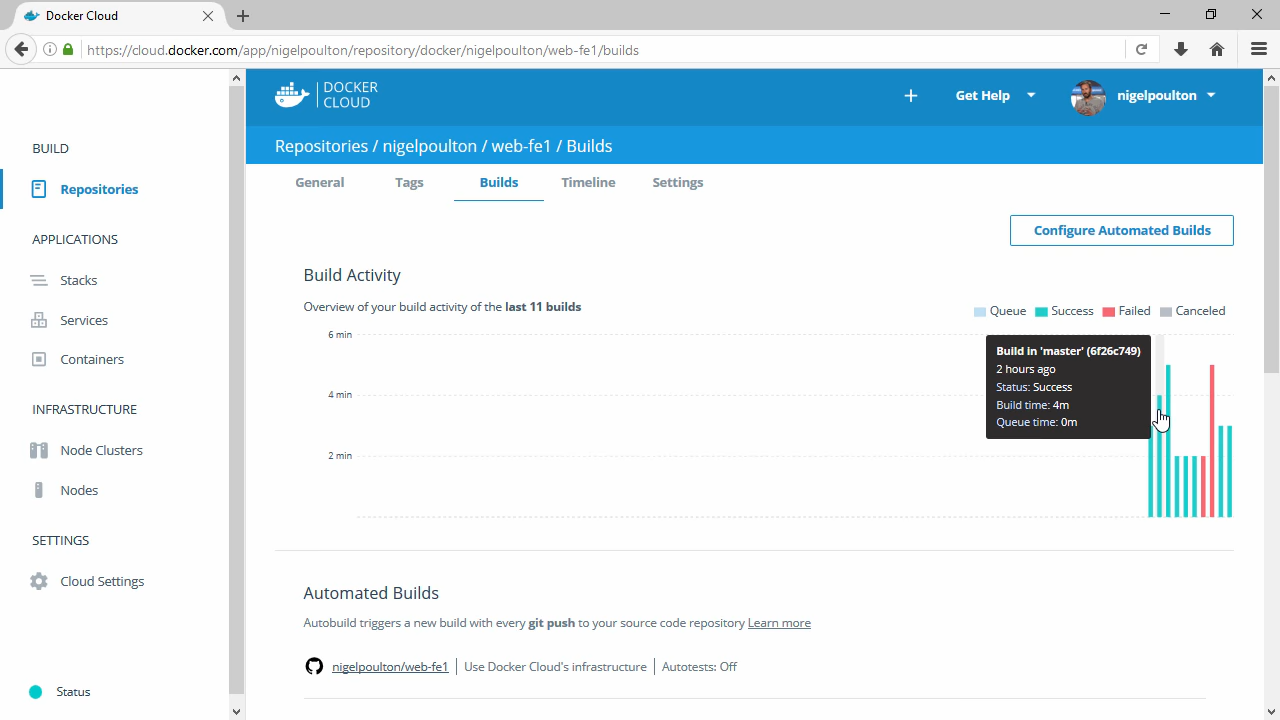 Docker Cloud
https://cloud.docker.com/app/nigelpoulton/repository/docker/nigelpoulton/web-fe1/builds
DOCKER
CLOUD
Get Help
nigelpoulton
Repositories / nigelpoulton / web-fe1 / Builds
BUILD
Repositories
APPLICATIONS
Stacks
Services
Containers
INFRASTRUCTURE
Node Clusters
Nodes
SETTINGS
Cloud Settings
Status
General Tags Builds Timeline Settings
Configure Automated Builds
Build Activity
Overview of your build activity of the last 11 builds
Queue Success Failed Canceled
6 min
4 min
2 min
Build in 'master' (6f26c749)
2 hours ago
Status: Success
Build time: 4m
Queue time: 0m
Automated Builds
Autobuild triggers a new build with every git push to your source code repository Learn more
nigelpoulton/web-fe1 | Use Docker Cloud's infrastructure | Autotests: Off